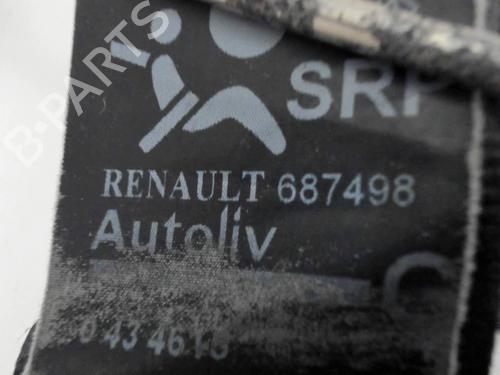 B-PARTS
SRP
RENAULT 687498
Autoliv
C